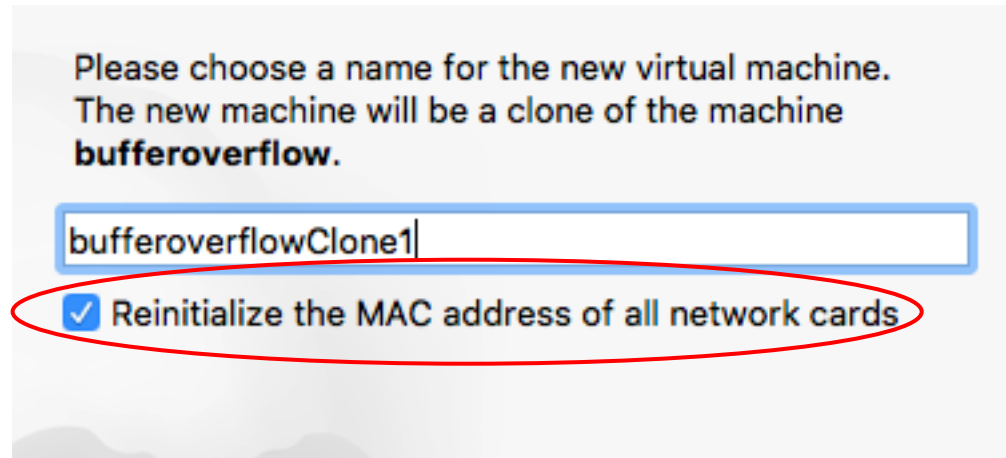 Please choose a name for the new virtual machine.
The new machine will be a clone of the machine
bufferoverflow.
bufferoverflowClone1
Reinitialize the MAC address of all network cards